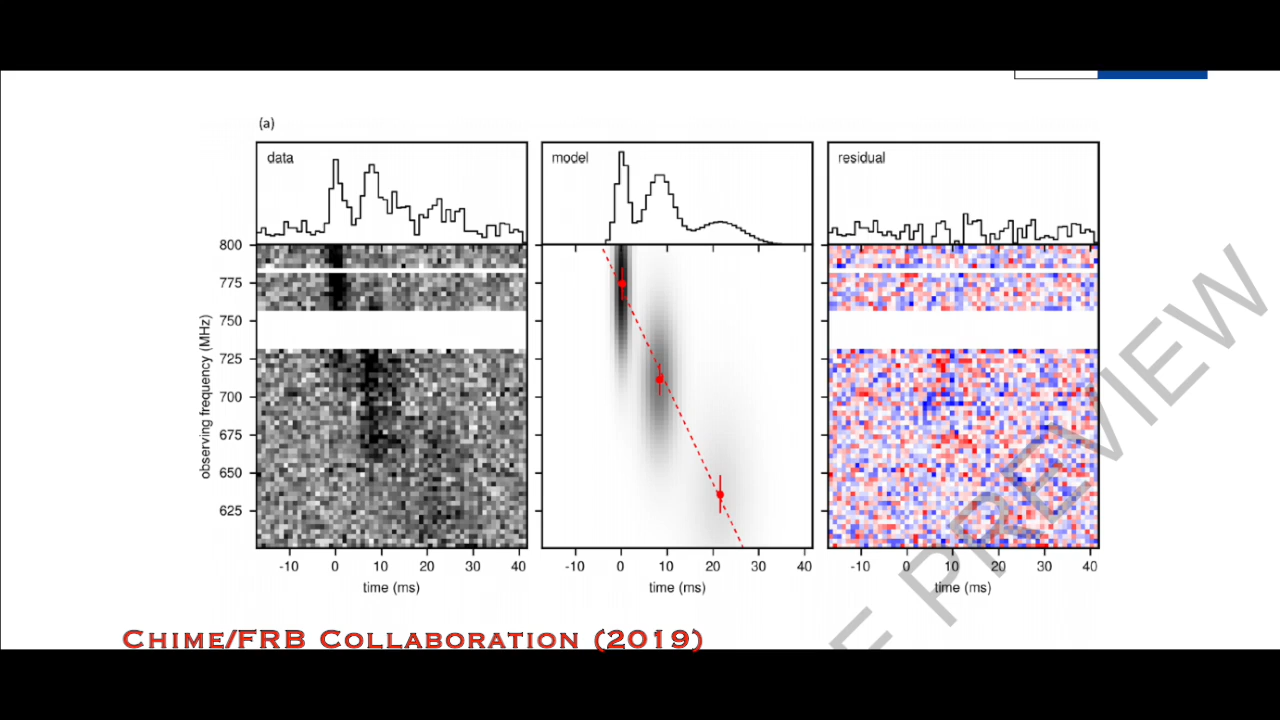 (a)
data
model
residual
800
775
750
725
700
675
650
625
observing frequency (MHz)
-10 0 10 20 30 40
-10 0 10 20 30 40
-10 0 10 20 30 40
time (ms)
time (ms)
time (ms)
Chime/FRB Collaboration (2019)
E PREVIEW